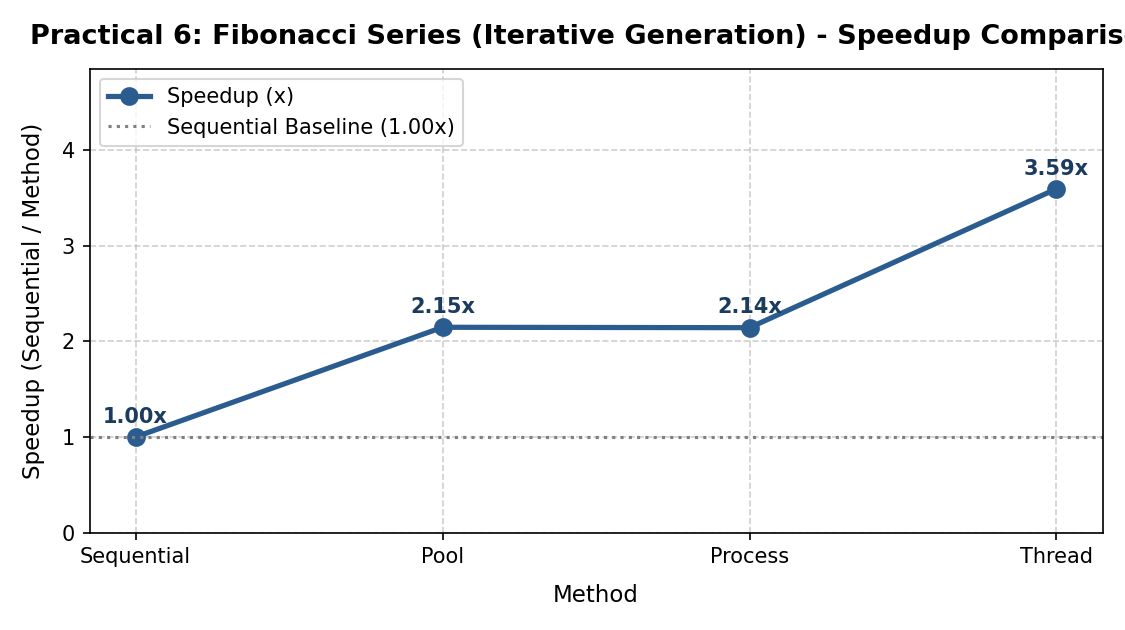 Practical 6: Fibonacci Series (Iterative Generation) - Speedup Comparis
Speedup (x)
Sequential Baseline (1.00x)
Speedup (Sequential / Method)
4
3
2
1
0
1.00x
2.15x
2.14x
3.59x
Sequential
Pool
Process
Thread
Method